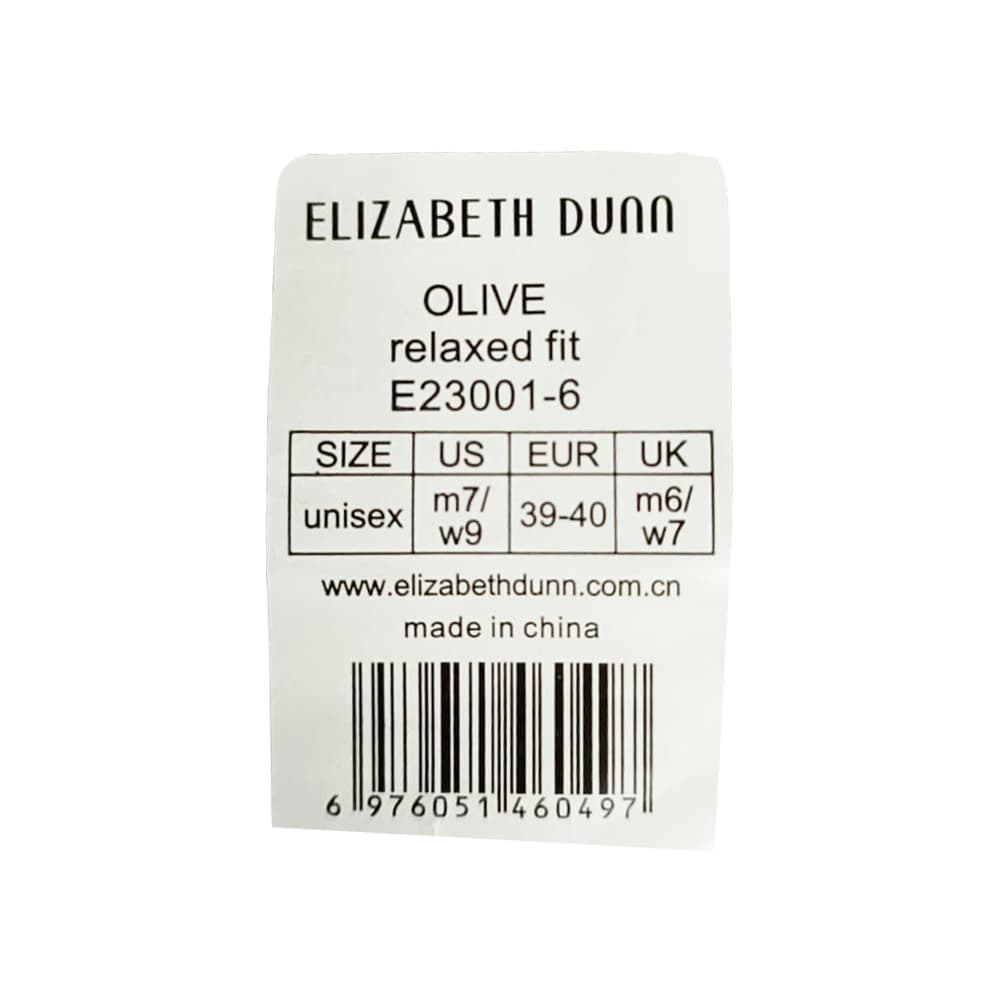 ELIZABETH DUNN
OLIVE
relaxed fit
E23001-6
SIZE US EUR UK
unisex m7/ w9 39-40 m6/ w7
www.elizabethdunn.com.cn
made in china
6 976051 460497